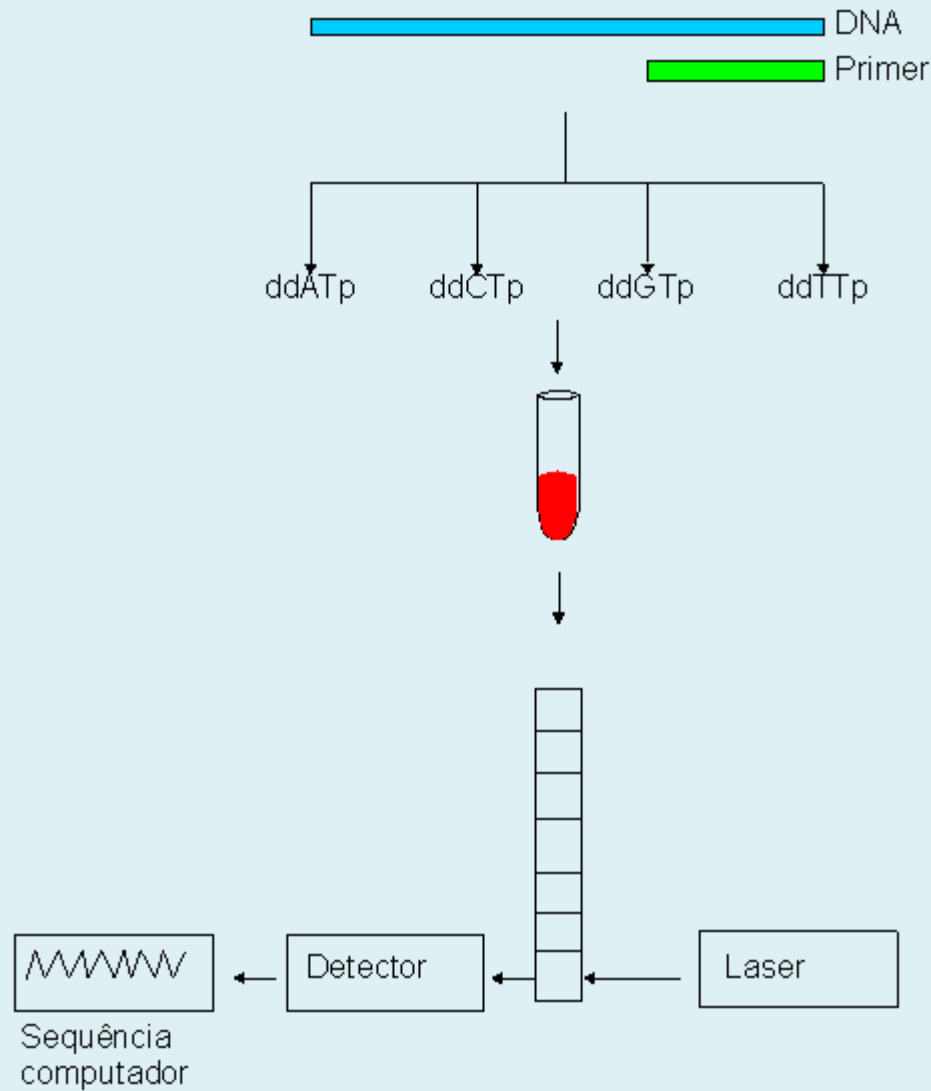 DNA
Primer
ddATp
ddCTp
ddGTp
ddTTp
Detector
Laser
Sequência
computador